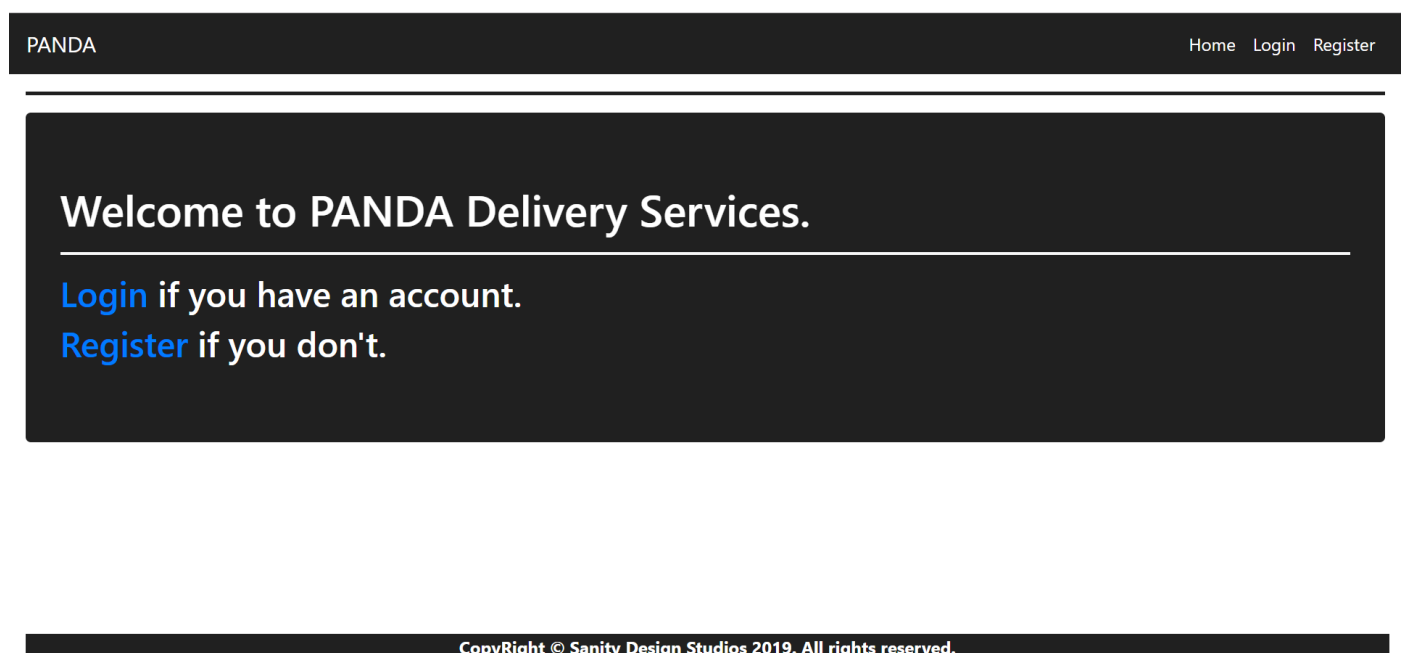 PANDA
Home Login Register
Welcome to PANDA Delivery Services.
Login if you have an account.
Register if you don't.
CopyRight © Sanity Design Studios 2019. All rights reserved.